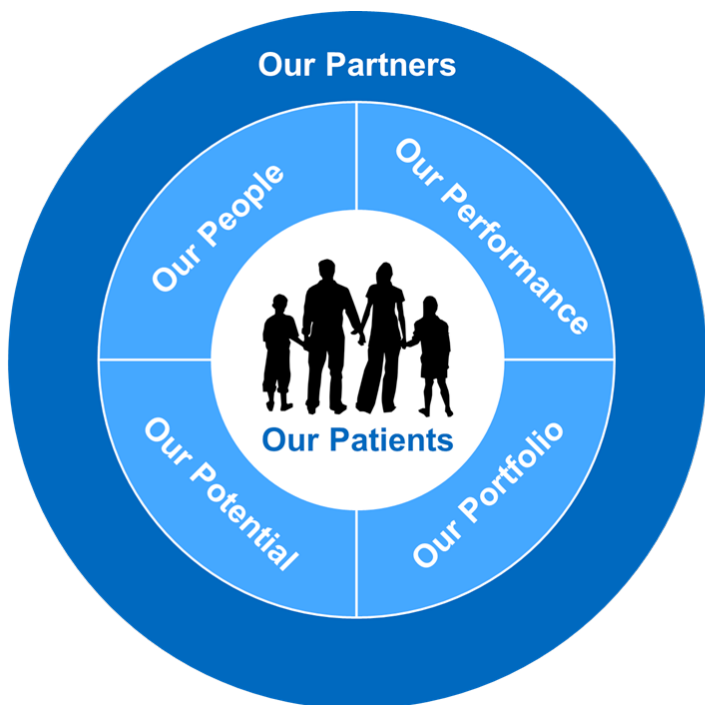 Our Partners
Our People
Our Performance
Our Patients
Our Potential
Our Portfolio